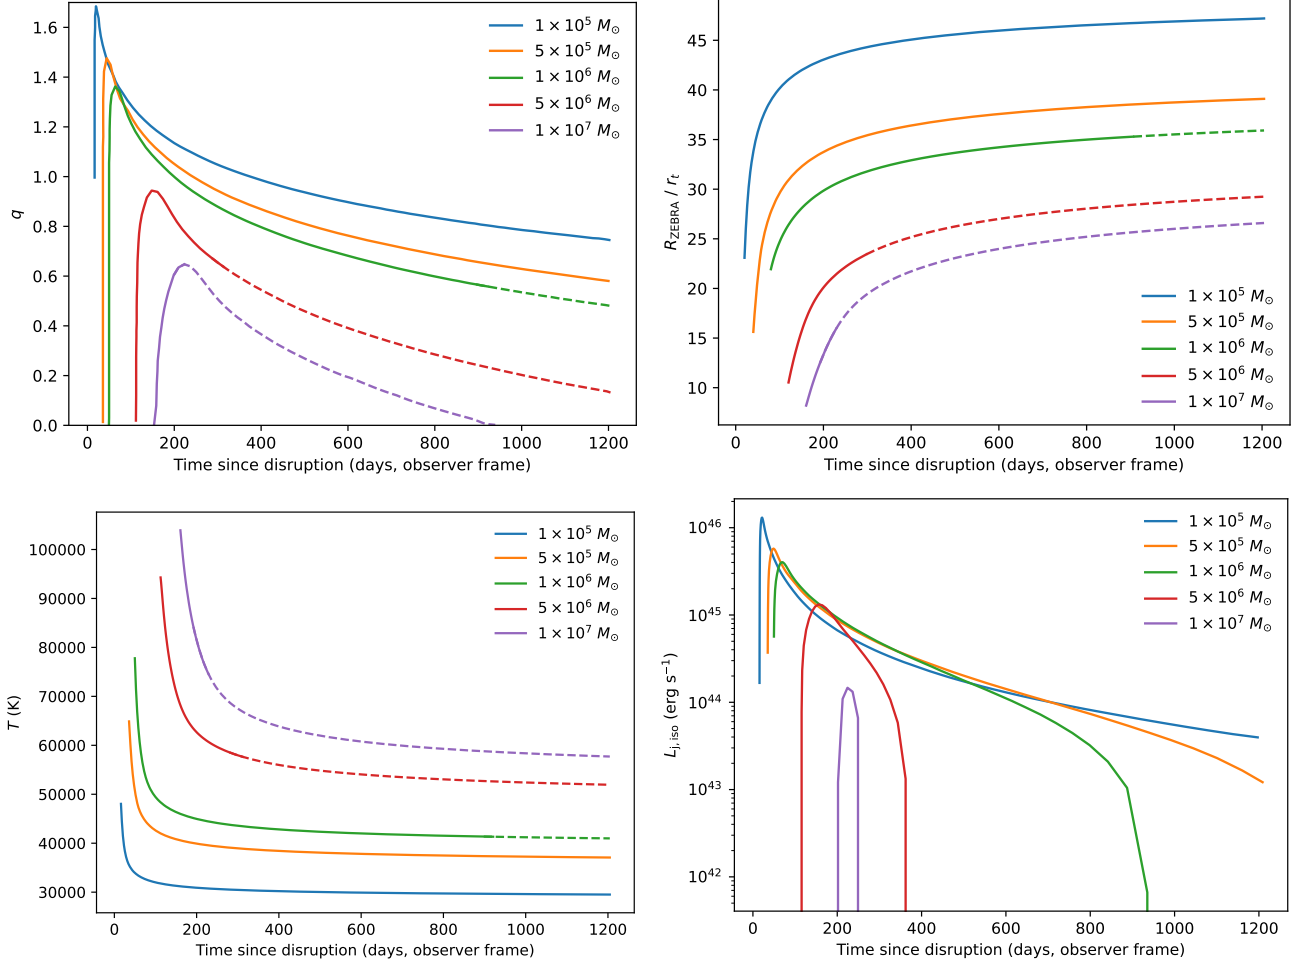 1.6
1.4
1.2
1.0
0.8
0.6
0.4
0.2
0.0
q
0 200 400 600 800 1000 1200
Time since disruption (days, observer frame)
1 × 10⁵ M⊙
5 × 10⁵ M⊙
1 × 10⁶ M⊙
5 × 10⁶ M⊙
1 × 10⁷ M⊙
45
40
35
30
25
20
15
10
R_ZEBRA / r_t
0 200 400 600 800 1000 1200
Time since disruption (days, observer frame)
1 × 10⁵ M⊙
5 × 10⁵ M⊙
1 × 10⁶ M⊙
5 × 10⁶ M⊙
1 × 10⁷ M⊙
100000
90000
80000
70000
60000
50000
40000
30000
T (K)
0 200 400 600 800 1000 1200
Time since disruption (days, observer frame)
1 × 10⁵ M⊙
5 × 10⁵ M⊙
1 × 10⁶ M⊙
5 × 10⁶ M⊙
1 × 10⁷ M⊙
10⁴⁶
10⁴⁵
10⁴⁴
10⁴³
10⁴²
L_j,iso (erg s⁻¹)
0 200 400 600 800 1000 1200
Time since disruption (days, observer frame)
1 × 10⁵ M⊙
5 × 10⁵ M⊙
1 × 10⁶ M⊙
5 × 10⁶ M⊙
1 × 10⁷ M⊙